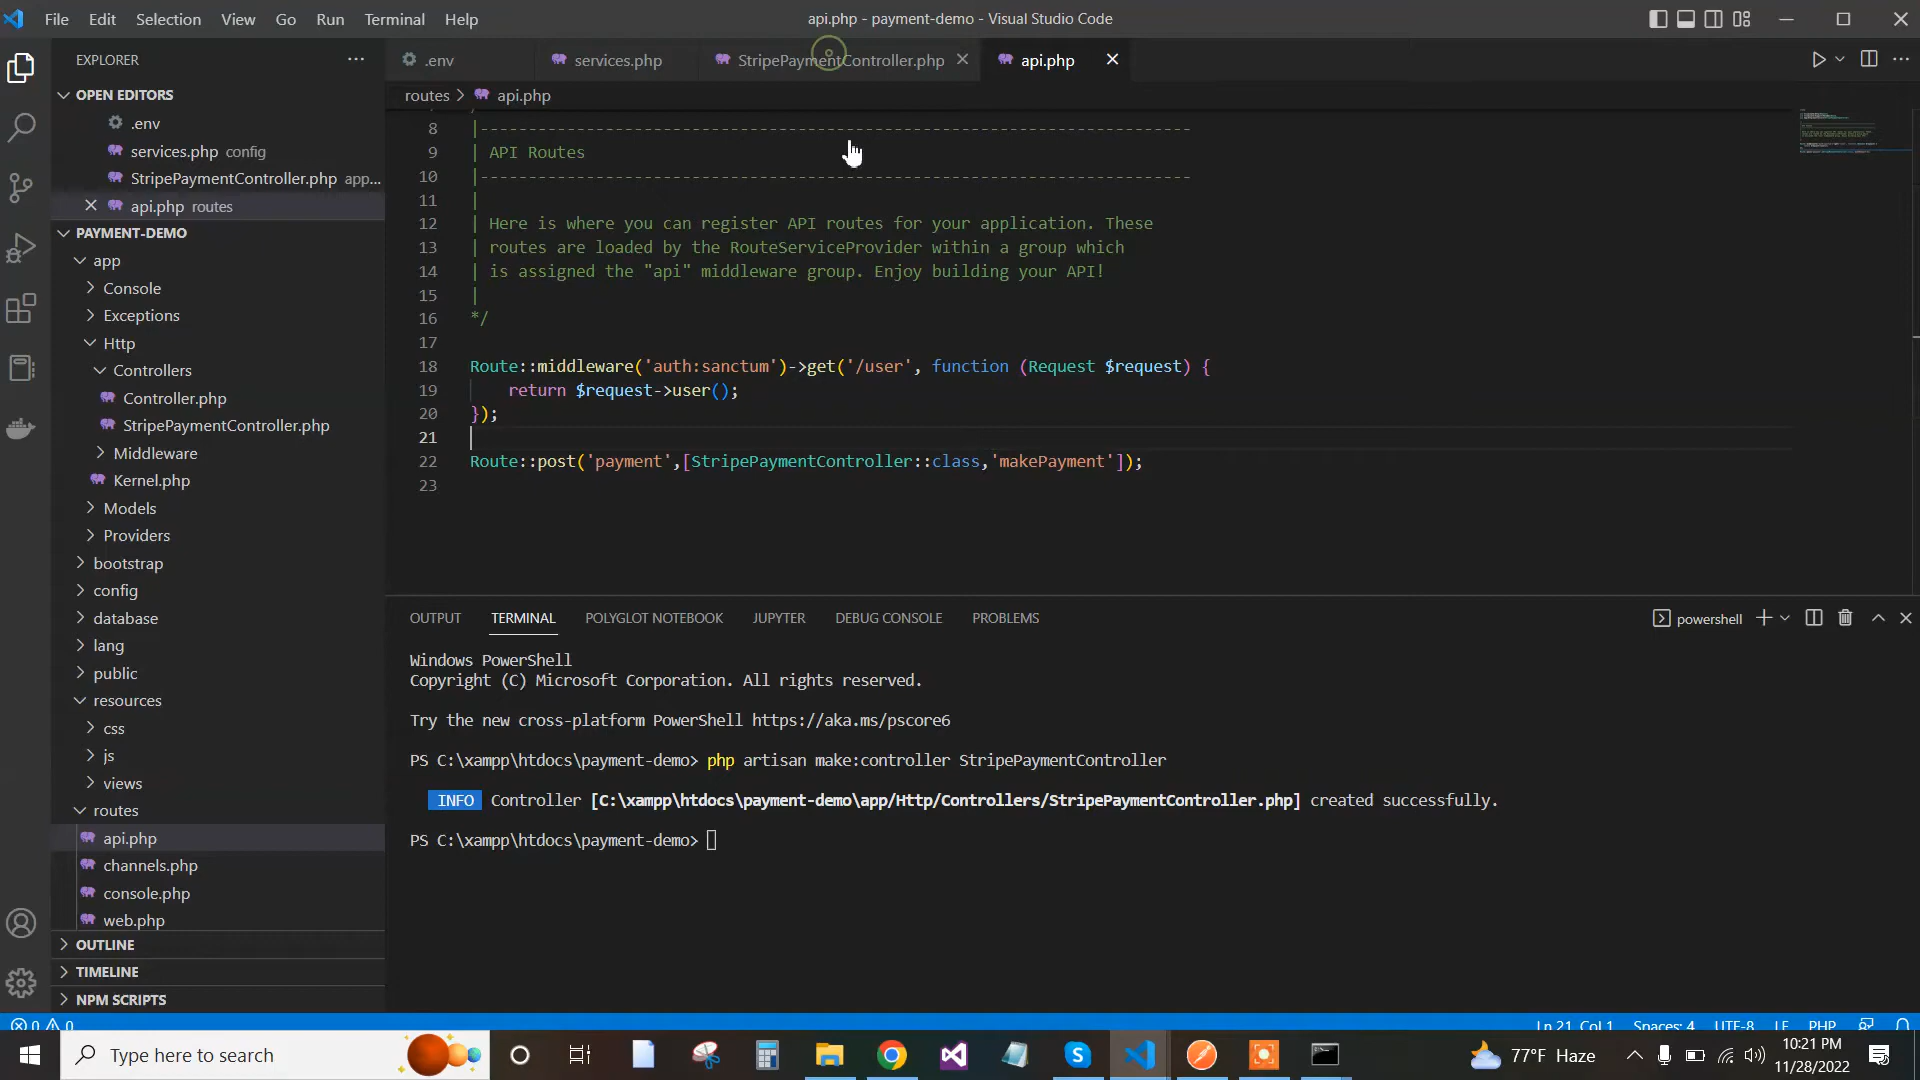 File Edit Selection View Go Run Terminal Help
api.php - payment-demo - Visual Studio Code
EXPLORER
OPEN EDITORS
.env
services.php config
StripePaymentController.php app...
api.php routes
PAYMENT-DEMO
app
Console
Exceptions
Http
Controllers
Controller.php
StripePaymentController.php
Middleware
Kernel.php
Models
Providers
bootstrap
config
database
lang
public
resources
css
js
views
routes
api.php
channels.php
console.php
web.php
OUTLINE
TIMELINE
NPM SCRIPTS
.env services.php StripePaymentController.php api.php
routes > api.php
8 |--------------------------------------------------------------------------
9 | API Routes
10 |--------------------------------------------------------------------------
11 |
12 | Here is where you can register API routes for your application. These
13 | routes are loaded by the RouteServiceProvider within a group which
14 | is assigned the "api" middleware group. Enjoy building your API!
15 |
16 */
17
18 Route::middleware('auth:sanctum')->get('/user', function (Request $request) {
19 return $request->user();
20 });
21
22 Route::post('payment',[StripePaymentController::class,'makePayment']);
23
OUTPUT TERMINAL POLYGLOT NOTEBOOK JUPYTER DEBUG CONSOLE PROBLEMS
powershell
Windows PowerShell
Copyright (C) Microsoft Corporation. All rights reserved.
Try the new cross-platform PowerShell https://aka.ms/pscore6
PS C:\xampp\htdocs\payment-demo> php artisan make:controller StripePaymentController
INFO Controller [C:\xampp\htdocs\payment-demo\app/Http/Controllers/StripePaymentController.php] created successfully.
PS C:\xampp\htdocs\payment-demo>
0 0 Ln 21, Col 1 Spaces: 4 UTF-8 LF PHP
Type here to search
77°F Haze
10:21 PM
11/28/2022